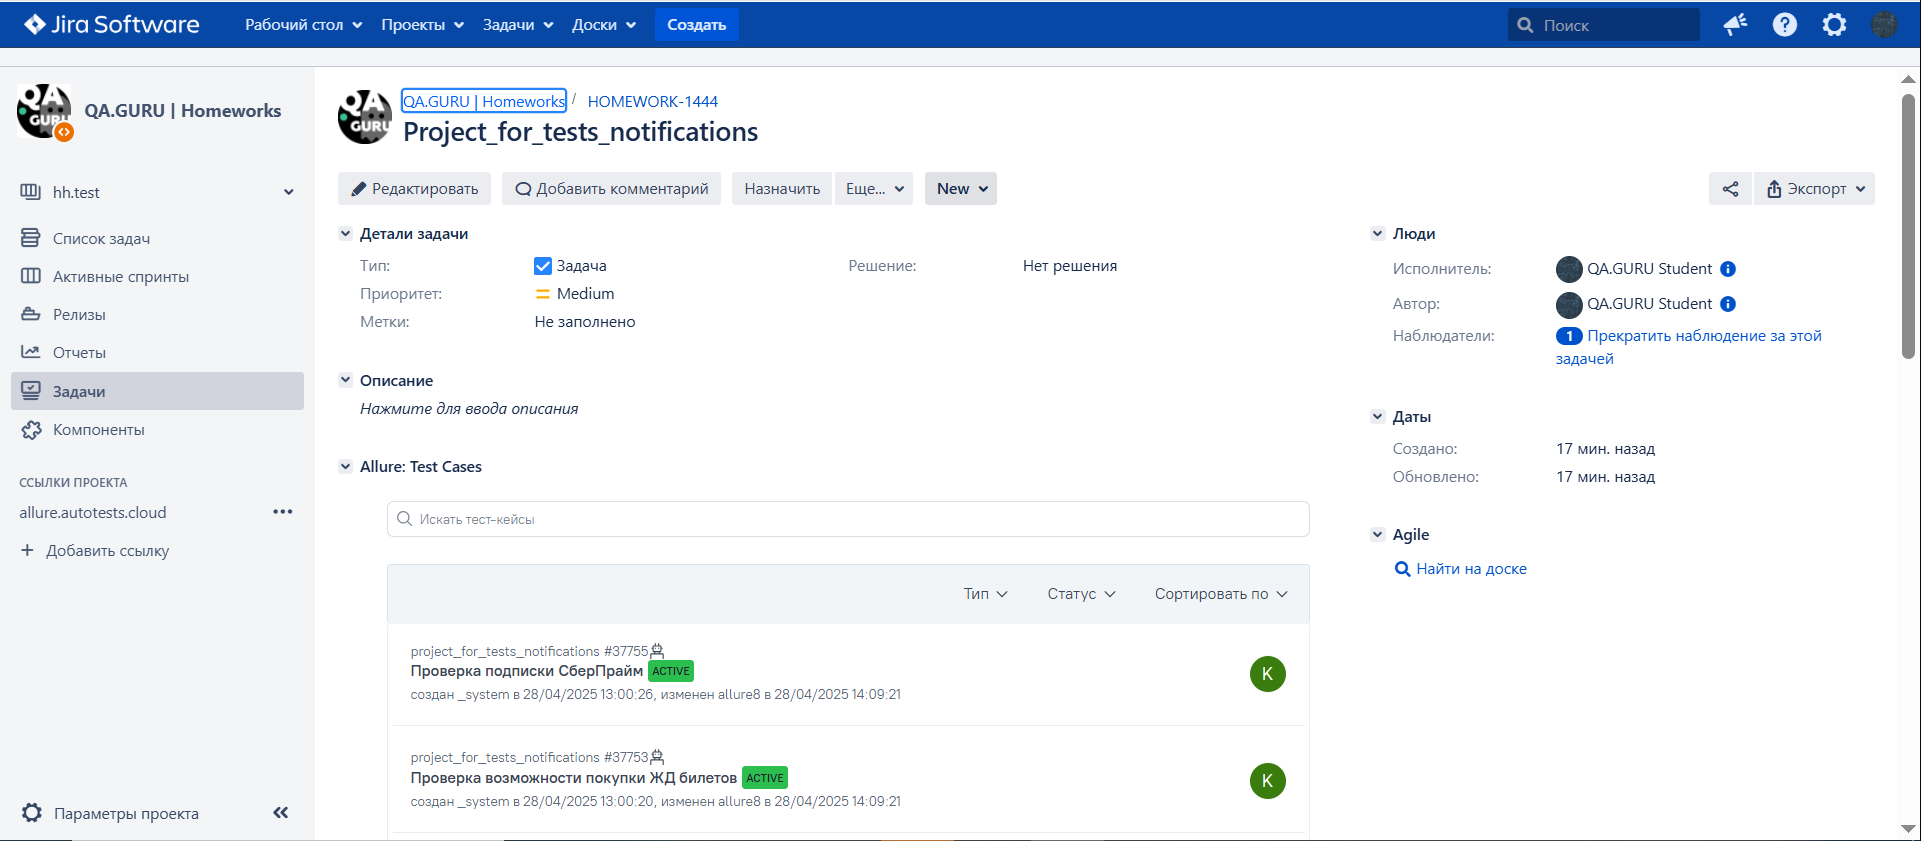 Jira Software
Рабочий стол
Проекты
Задачи
Доски
Создать
Поиск
QA GURU
QA.GURU | Homeworks
hh.test
Список задач
Активные спринты
Релизы
Отчеты
Задачи
Компоненты
ССЫЛКИ ПРОЕКТА
allure.autotests.cloud
+ Добавить ссылку
Параметры проекта
QA GURU
QA.GURU | Homeworks / HOMEWORK-1444
Project_for_tests_notifications
Редактировать
Добавить комментарий
Назначить
Еще...
New
Экспорт
Детали задачи
Тип: Задача
Решение: Нет решения
Приоритет: Medium
Метки: Не заполнено
Описание
Нажмите для ввода описания
Allure: Test Cases
Искать тест-кейсы
Тип
Статус
Сортировать по
project_for_tests_notifications #37755
Проверка подписки СберПрайм ACTIVE
создан _system в 28/04/2025 13:00:26, изменен allure8 в 28/04/2025 14:09:21
K
project_for_tests_notifications #37753
Проверка возможности покупки ЖД билетов ACTIVE
создан _system в 28/04/2025 13:00:20, изменен allure8 в 28/04/2025 14:09:21
K
Люди
Исполнитель: QA.GURU Student
Автор: QA.GURU Student
Наблюдатели: 1 Прекратить наблюдение за этой
задачей
Даты
Создано: 17 мин. назад
Обновлено: 17 мин. назад
Agile
Найти на доске